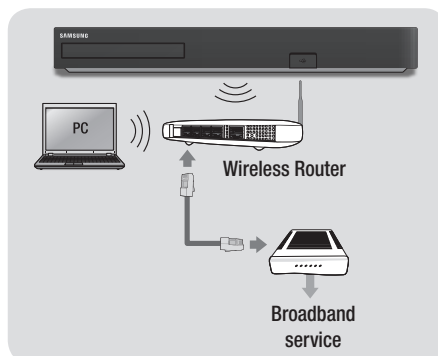 SAMSUNG
PC
Wireless Router
Broadband
service